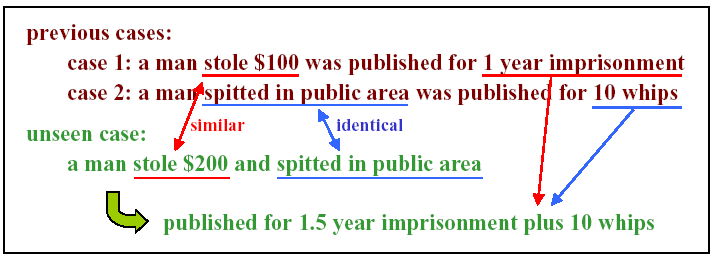 previous cases:
case 1: a man stole $100 was published for 1 year imprisonment
case 2: a man spitted in public area was published for 10 whips
similar identical
unseen case:
a man stole $200 and spitted in public area
published for 1.5 year imprisonment plus 10 whips